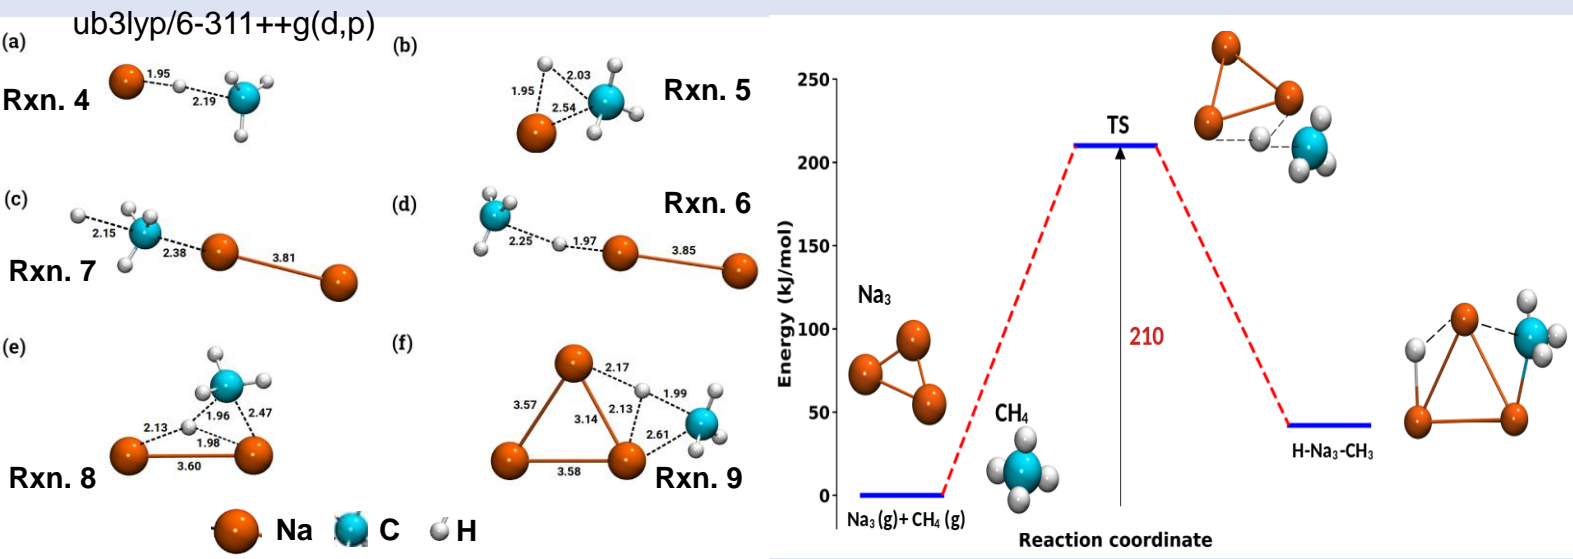 ub3lyp/6-311++g(d,p)
(a)
1.95
2.19
Rxn. 4
(b)
2.03
1.95
2.54
Rxn. 5
(c)
2.15
2.38
3.81
Rxn. 7
(d)
Rxn. 6
2.25
1.97
3.85
(e)
1.96
2.47
2.13
1.98
3.60
Rxn. 8
(f)
2.17
1.99
3.57
2.13
3.14
2.61
3.58
Rxn. 9
Na
C
H
Energy (kJ/mol)
250
200
150
100
50
0
TS
210
Na₃
CH₄
Na₃ (g)+ CH₄ (g)
H-Na₃-CH₃
Reaction coordinate